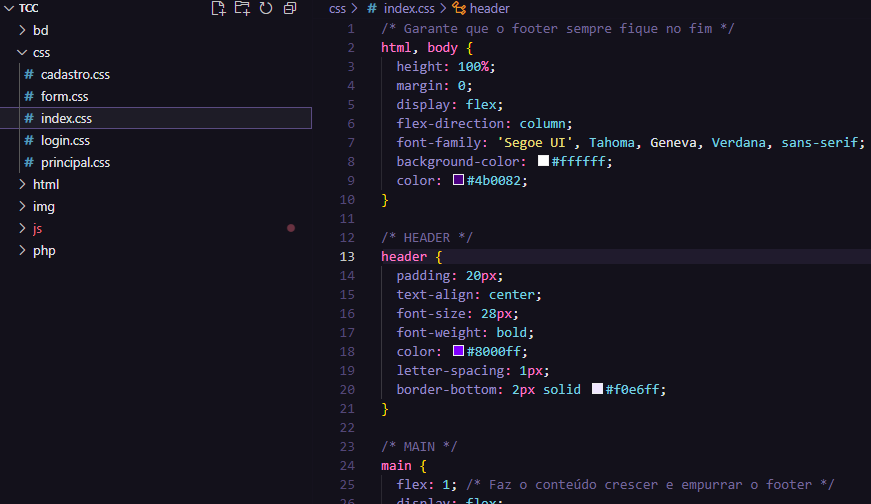 TCC
bd
css
# cadastro.css
# form.css
# index.css
# login.css
# principal.css
html
img
js
php
css > # index.css > header
1 /* Garante que o footer sempre fique no fim */
2 html, body {
3 height: 100%;
4 margin: 0;
5 display: flex;
6 flex-direction: column;
7 font-family: 'Segoe UI', Tahoma, Geneva, Verdana, sans-serif;
8 background-color: #ffffff;
9 color: #4b0082;
10 }
11
12 /* HEADER */
13 header {
14 padding: 20px;
15 text-align: center;
16 font-size: 28px;
17 font-weight: bold;
18 color: #8000ff;
19 letter-spacing: 1px;
20 border-bottom: 2px solid #f0e6ff;
21 }
22
23 /* MAIN */
24 main {
25 flex: 1; /* Faz o conteúdo crescer e empurrar o footer */
26 display: flex;